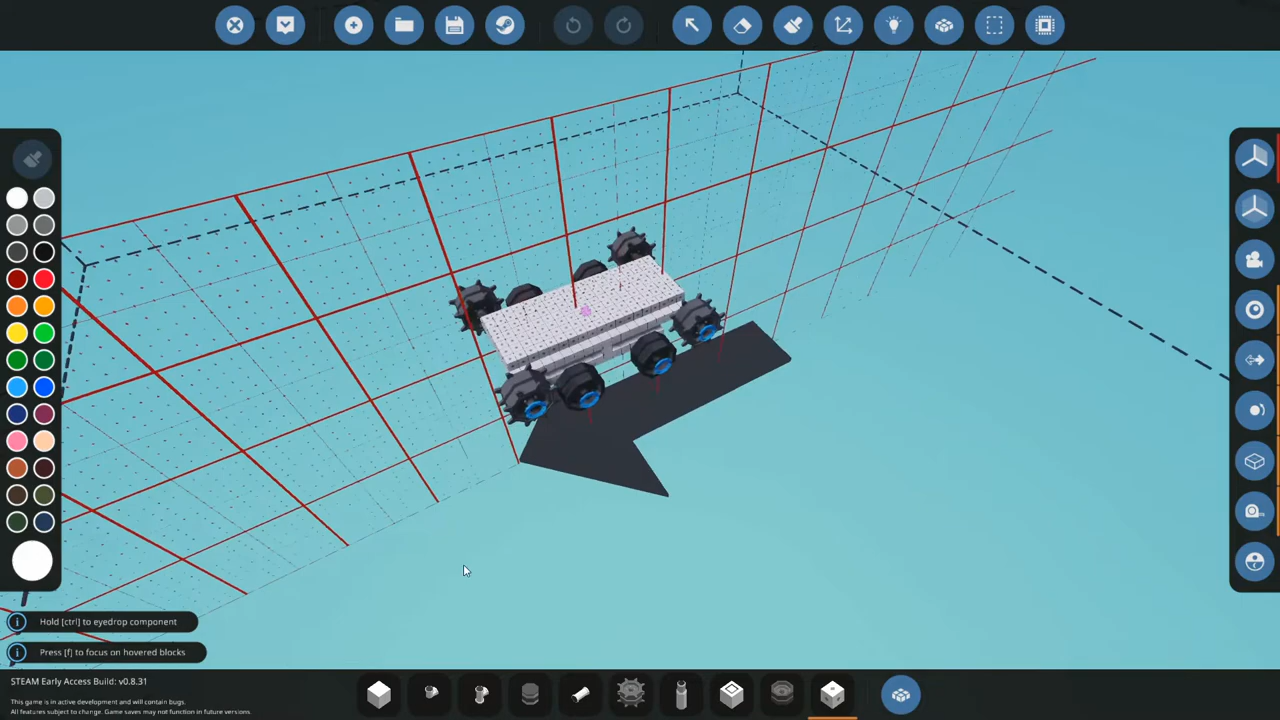 Hold [ctrl] to eyedrop component
Press [f] to focus on hovered blocks
STEAM Early Access Build: v0.8.31
This game is in active development and will contain bugs.
All features subject to change. Game saves may not function in future versions.